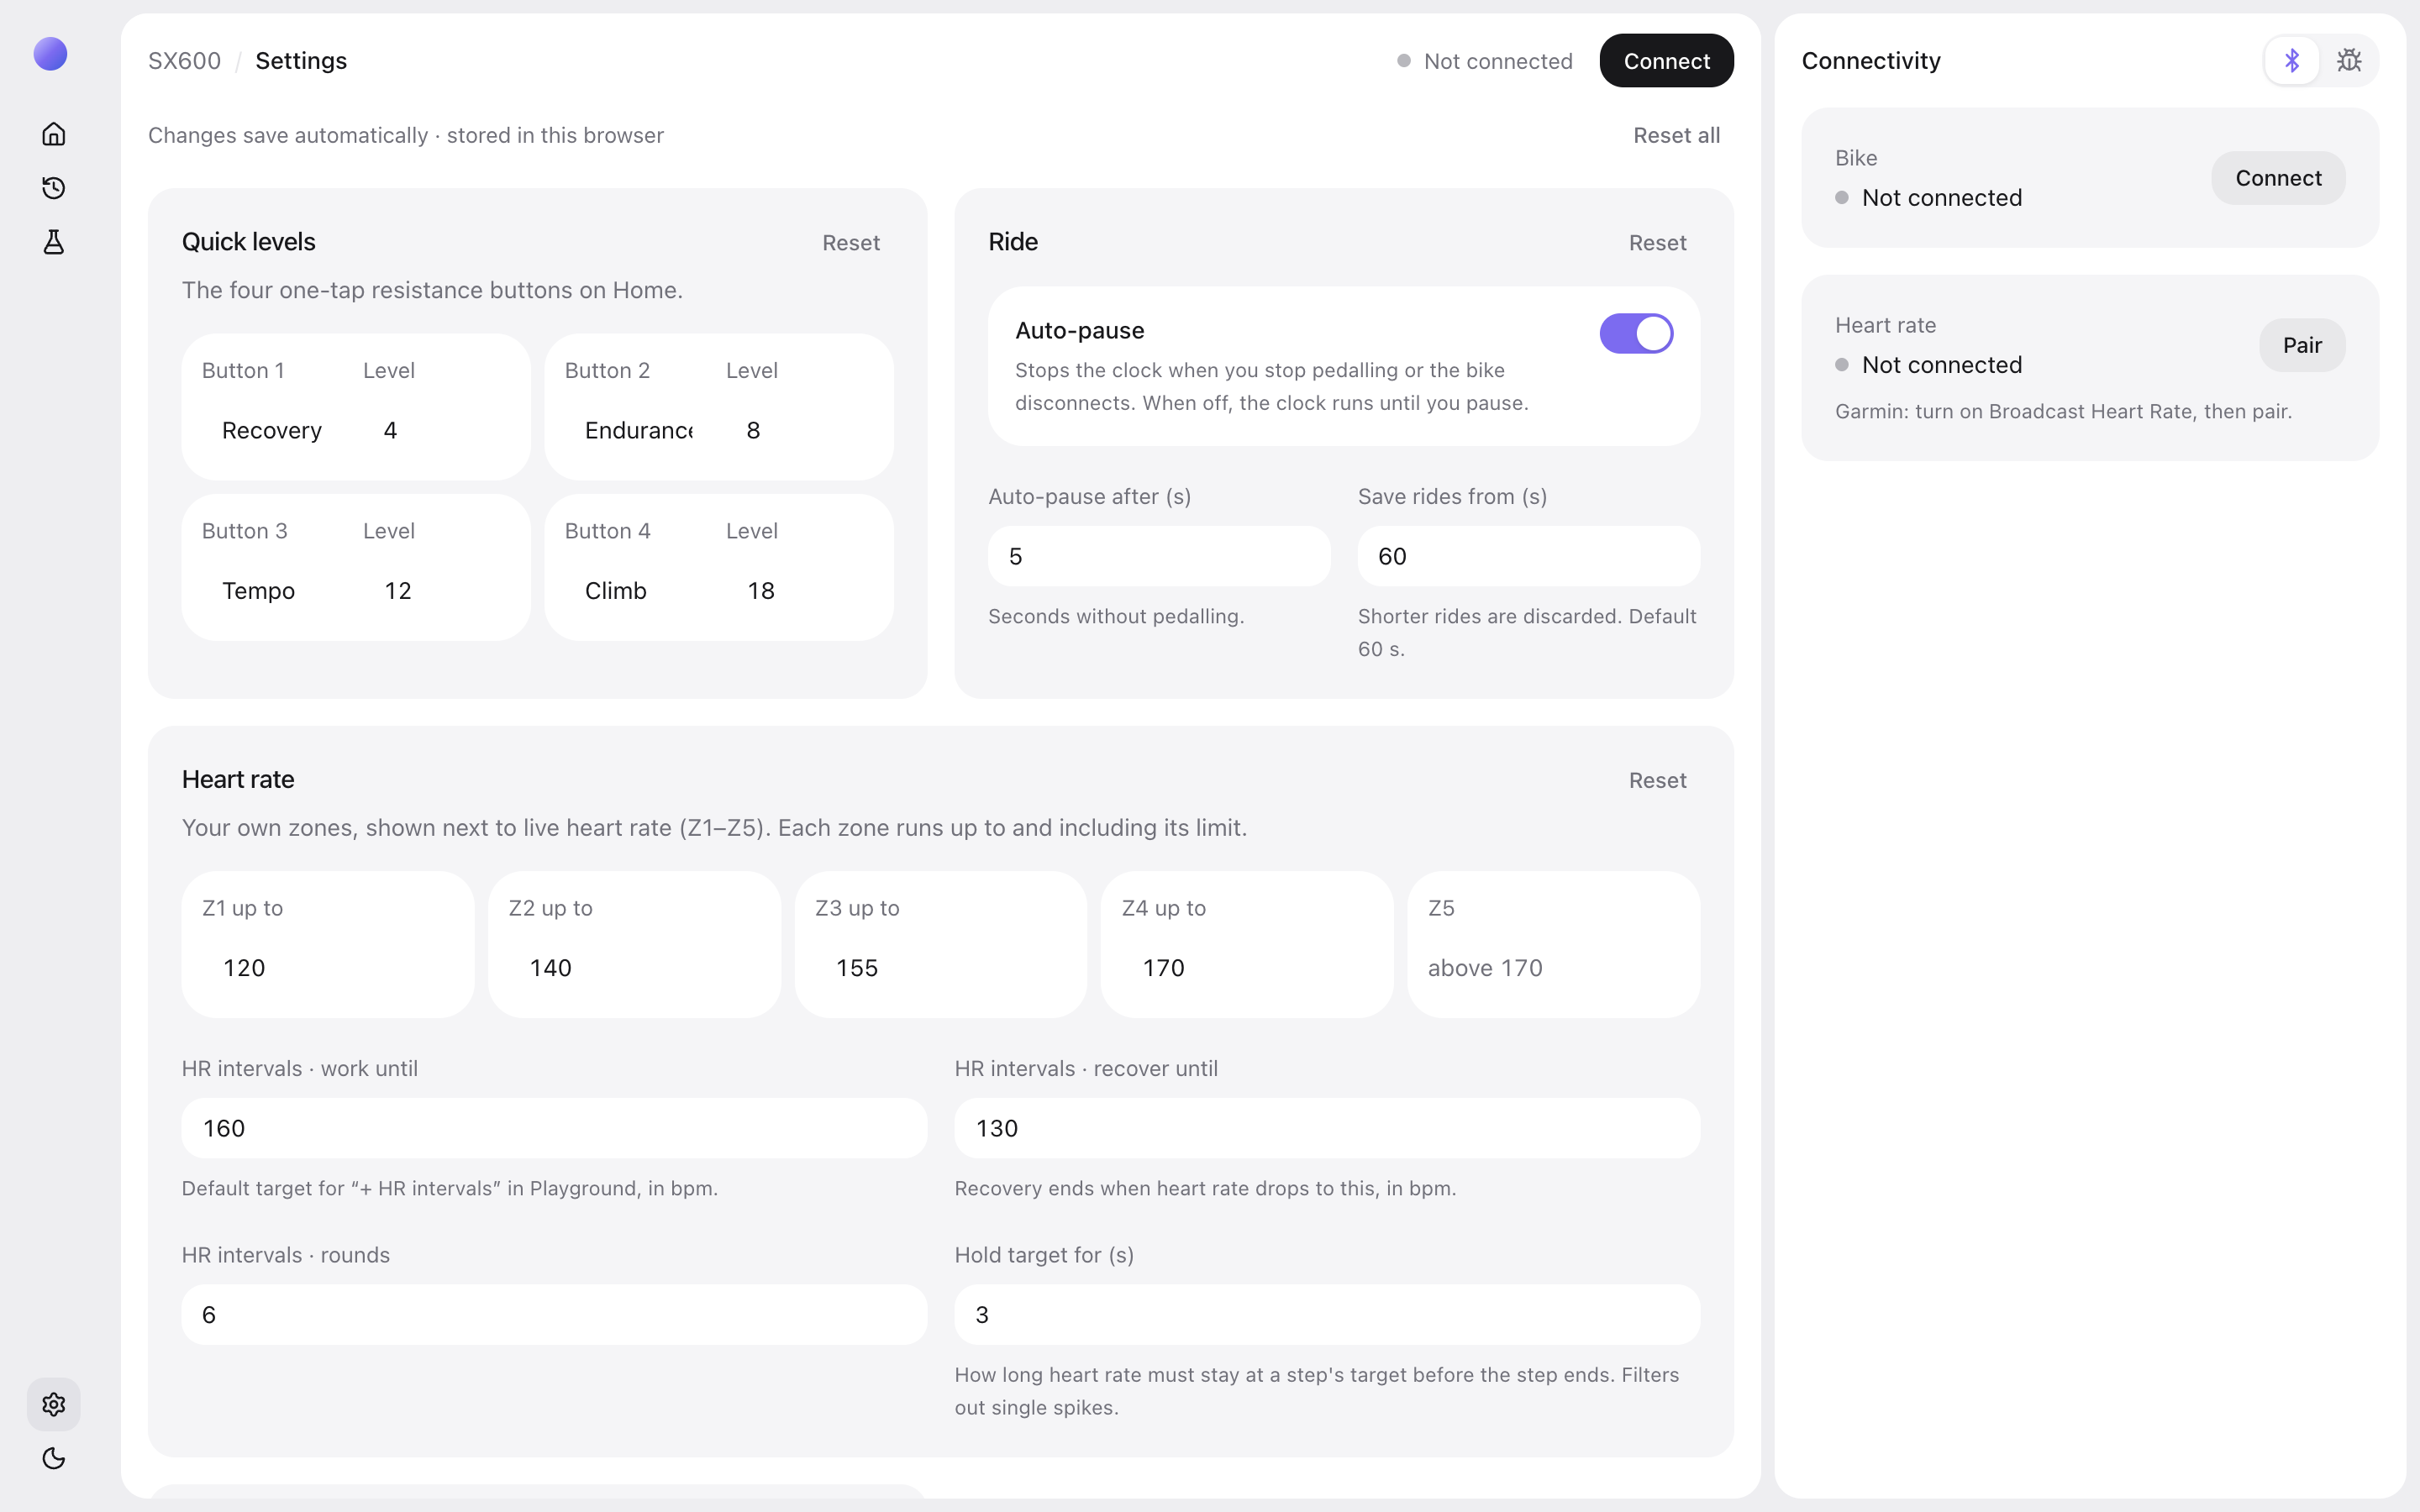 SX600 / Settings
Not connected
Connect
Changes save automatically · stored in this browser
Reset all
Quick levels
Reset
The four one-tap resistance buttons on Home.
Button 1 Level
Recovery 4
Button 2 Level
Endurance 8
Button 3 Level
Tempo 12
Button 4 Level
Climb 18
Ride
Reset
Auto-pause
Stops the clock when you stop pedalling or the bike
disconnects. When off, the clock runs until you pause.
Auto-pause after (s)
5
Seconds without pedalling.
Save rides from (s)
60
Shorter rides are discarded. Default
60 s.
Heart rate
Reset
Your own zones, shown next to live heart rate (Z1–Z5). Each zone runs up to and including its limit.
Z1 up to
120
Z2 up to
140
Z3 up to
155
Z4 up to
170
Z5
above 170
HR intervals · work until
160
Default target for “+ HR intervals” in Playground, in bpm.
HR intervals · recover until
130
Recovery ends when heart rate drops to this, in bpm.
HR intervals · rounds
6
Hold target for (s)
3
How long heart rate must stay at a step's target before the step ends. Filters
out single spikes.
Connectivity
Bike
Not connected
Connect
Heart rate
Not connected
Pair
Garmin: turn on Broadcast Heart Rate, then pair.